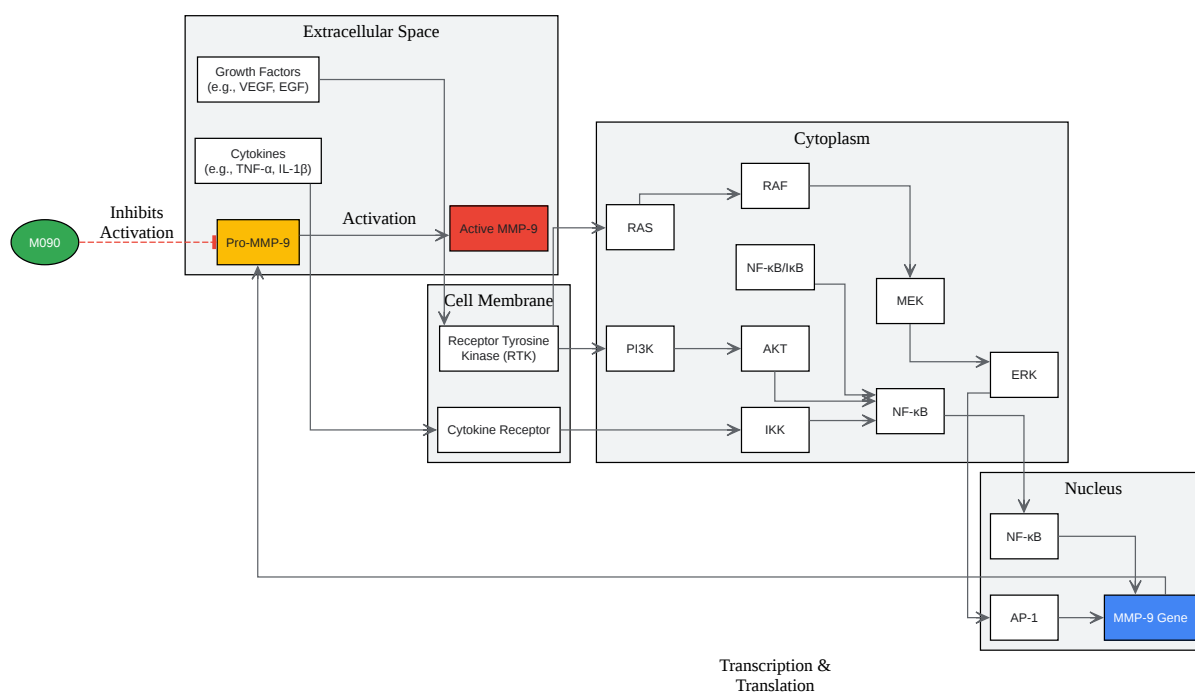 Extracellular Space
Growth Factors
(e.g., VEGF, EGF)
Cytokines
(e.g., TNF-α, IL-1β)
Inhibits
Activation
M090
Pro-MMP-9
Activation
Active MMP-9
Cell Membrane
Receptor Tyrosine
Kinase (RTK)
Cytokine Receptor
Cytoplasm
RAF
RAS
NF-κB/IκB
MEK
PI3K
AKT
ERK
NF-κB
IKK
Nucleus
NF-κB
AP-1
MMP-9 Gene
Transcription &
Translation